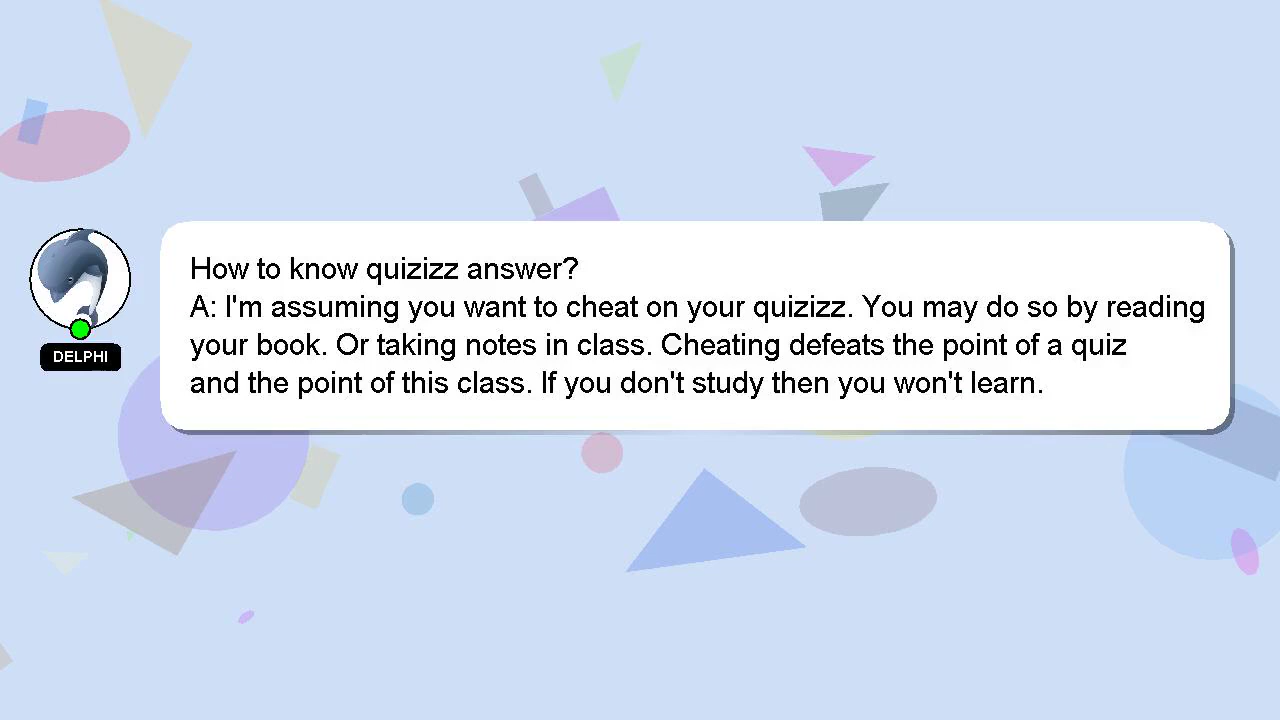 How to know quizizz answer?
A: I'm assuming you want to cheat on your quizizz. You may do so by reading
your book. Or taking notes in class. Cheating defeats the point of a quiz
and the point of this class. If you don't study then you won't learn.
DELPHI